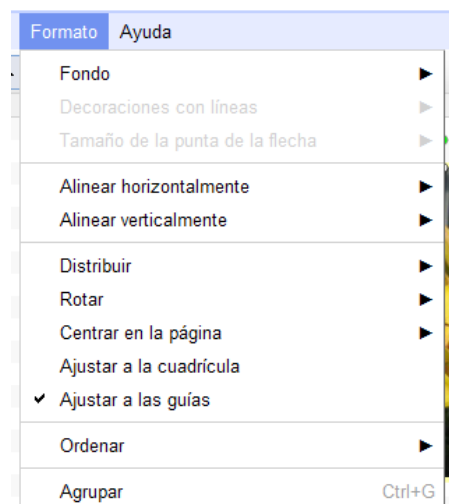 Formato Ayuda
Fondo
Decoraciones con líneas
Tamaño de la punta de la flecha
Alinear horizontalmente
Alinear verticalmente
Distribuir
Rotar
Centrar en la página
Ajustar a la cuadrícula
Ajustar a las guías
Ordenar
Agrupar Ctrl+G